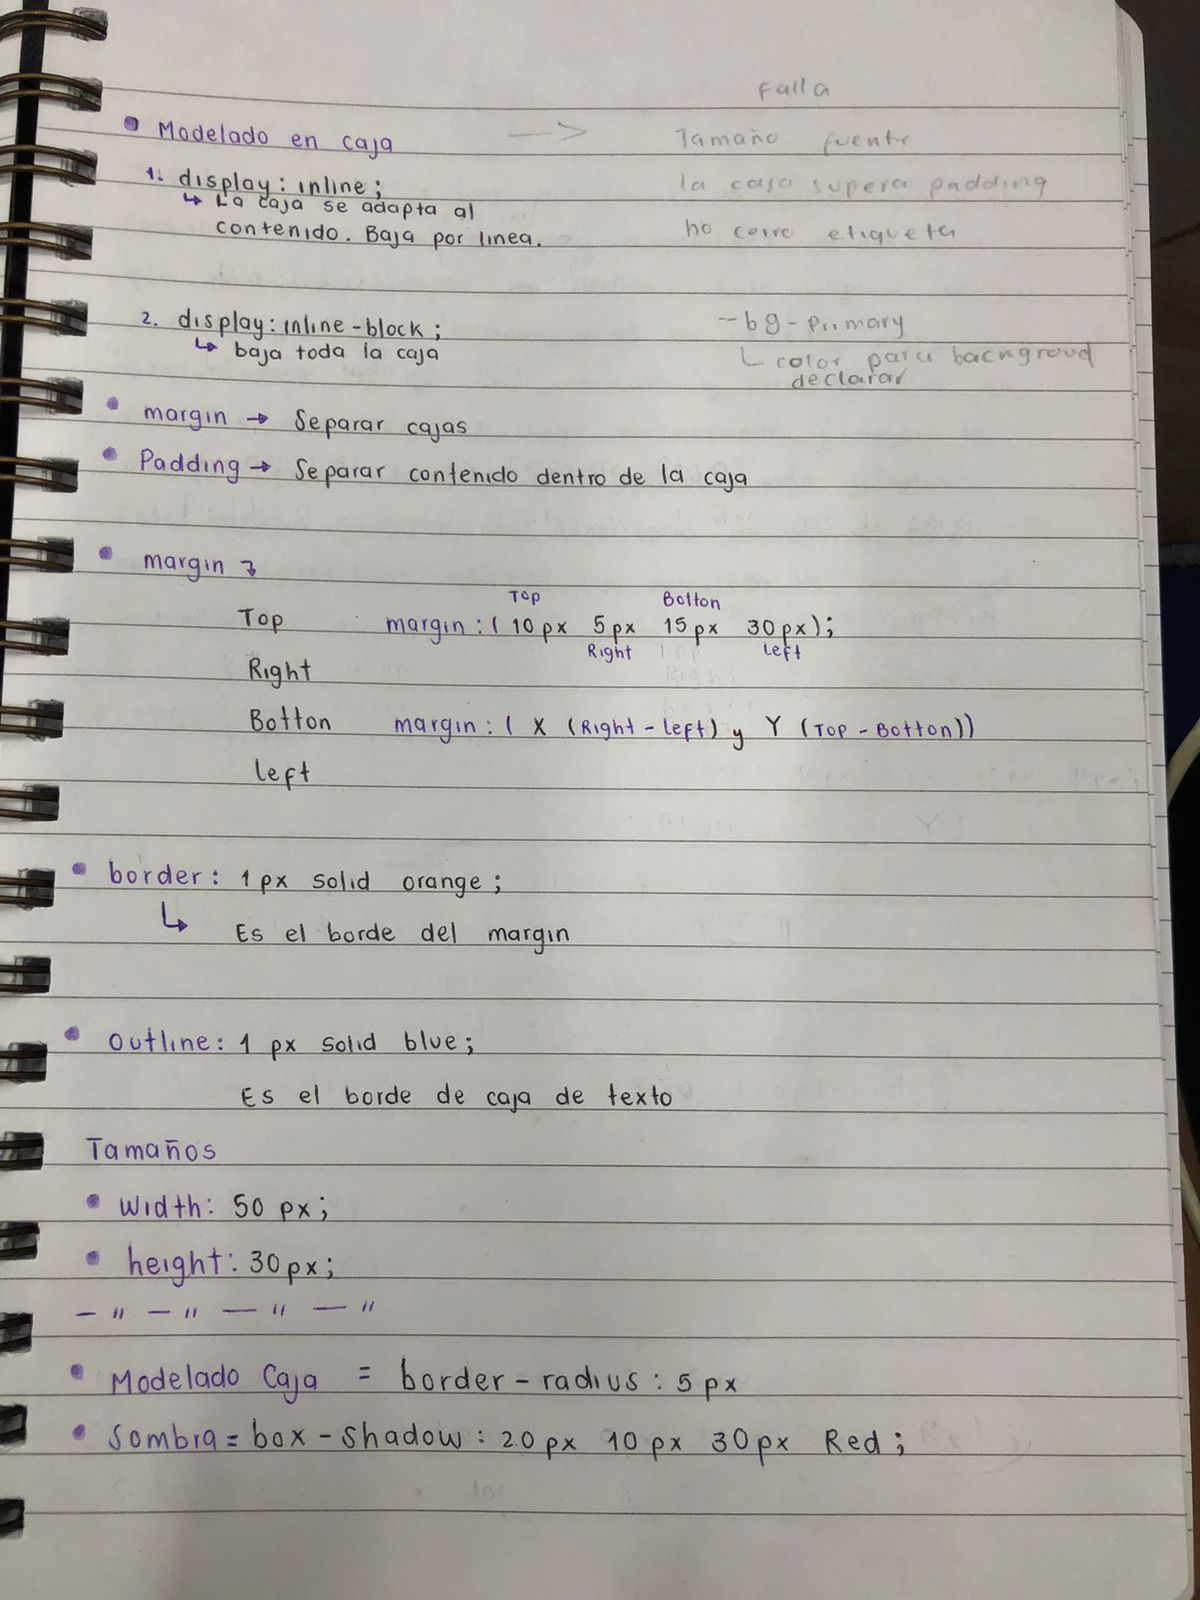 Falla
• Modelado en caja → Tamaño fuente
1. display: inline; la caja supera padding
↳ La caja se adapta al
contenido. Baja por linea. no cerro etiqueta
2. display: inline-block; --bg-primary
↳ baja toda la caja ↳ color para bacngroud
declarar
• margin → Separar cajas
• Padding → Separar contenido dentro de la caja
• margin ↴
Top Botton
Top margin: ( 10 px 5 px 15 px 30 px);
Right left
Right
Botton margin: ( X (Right - left) y Y (Top - Botton))
left
• border: 1 px solid orange;
↳ Es el borde del margin
• outline: 1 px solid blue;
Es el borde de caja de texto
Tamaños
• width: 50 px;
• height: 30 px;
— " — " — " — "
• Modelado Caja = border-radius: 5 px
• Sombra = box-shadow: 20 px 10 px 30 px Red;